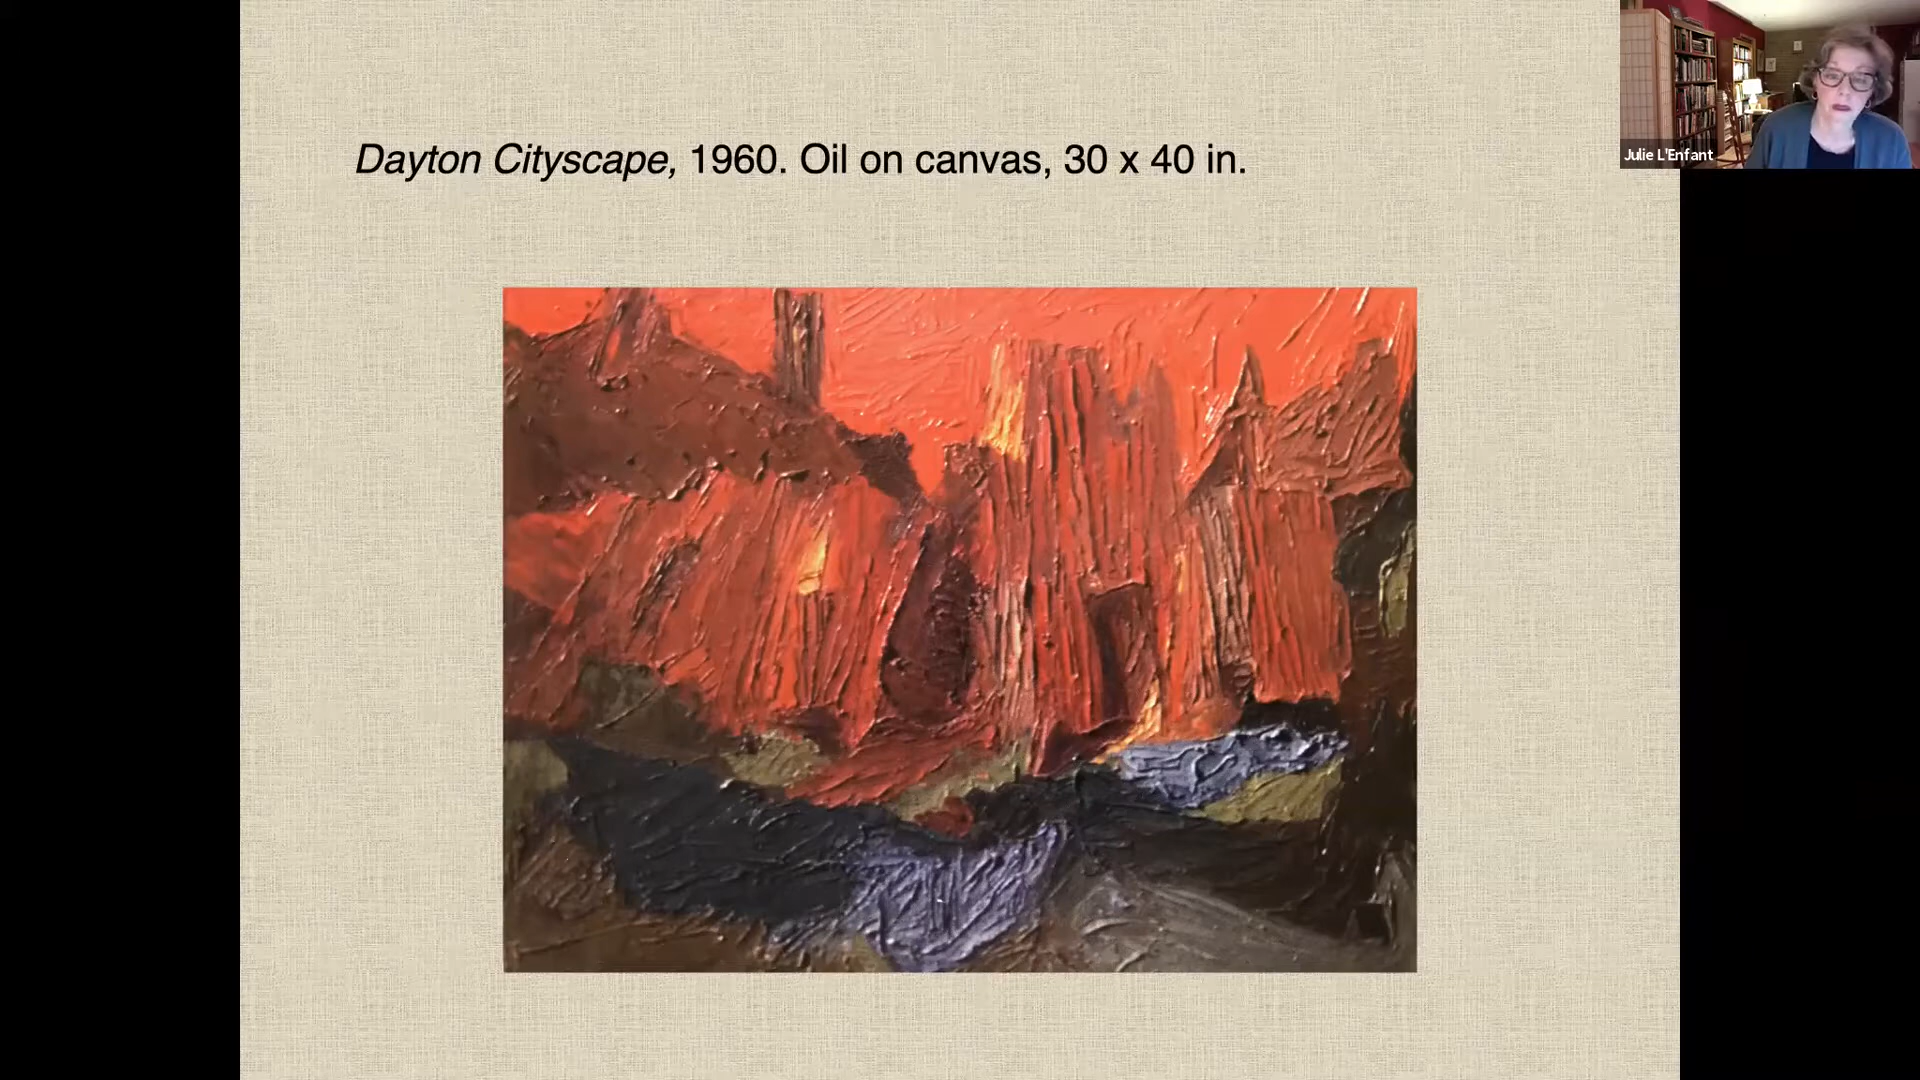 Dayton Cityscape, 1960. Oil on canvas, 30 x 40 in.
Julie L'Enfant